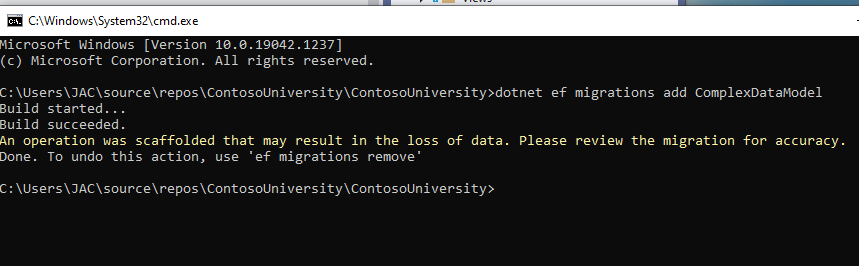 Views
C:\Windows\System32\cmd.exe
Microsoft Windows [Version 10.0.19042.1237]
(c) Microsoft Corporation. All rights reserved.
C:\Users\JAC\source\repos\ContosoUniversity\ContosoUniversity>dotnet ef migrations add ComplexDataModel
Build started...
Build succeeded.
An operation was scaffolded that may result in the loss of data. Please review the migration for accuracy.
Done. To undo this action, use 'ef migrations remove'
C:\Users\JAC\source\repos\ContosoUniversity\ContosoUniversity>